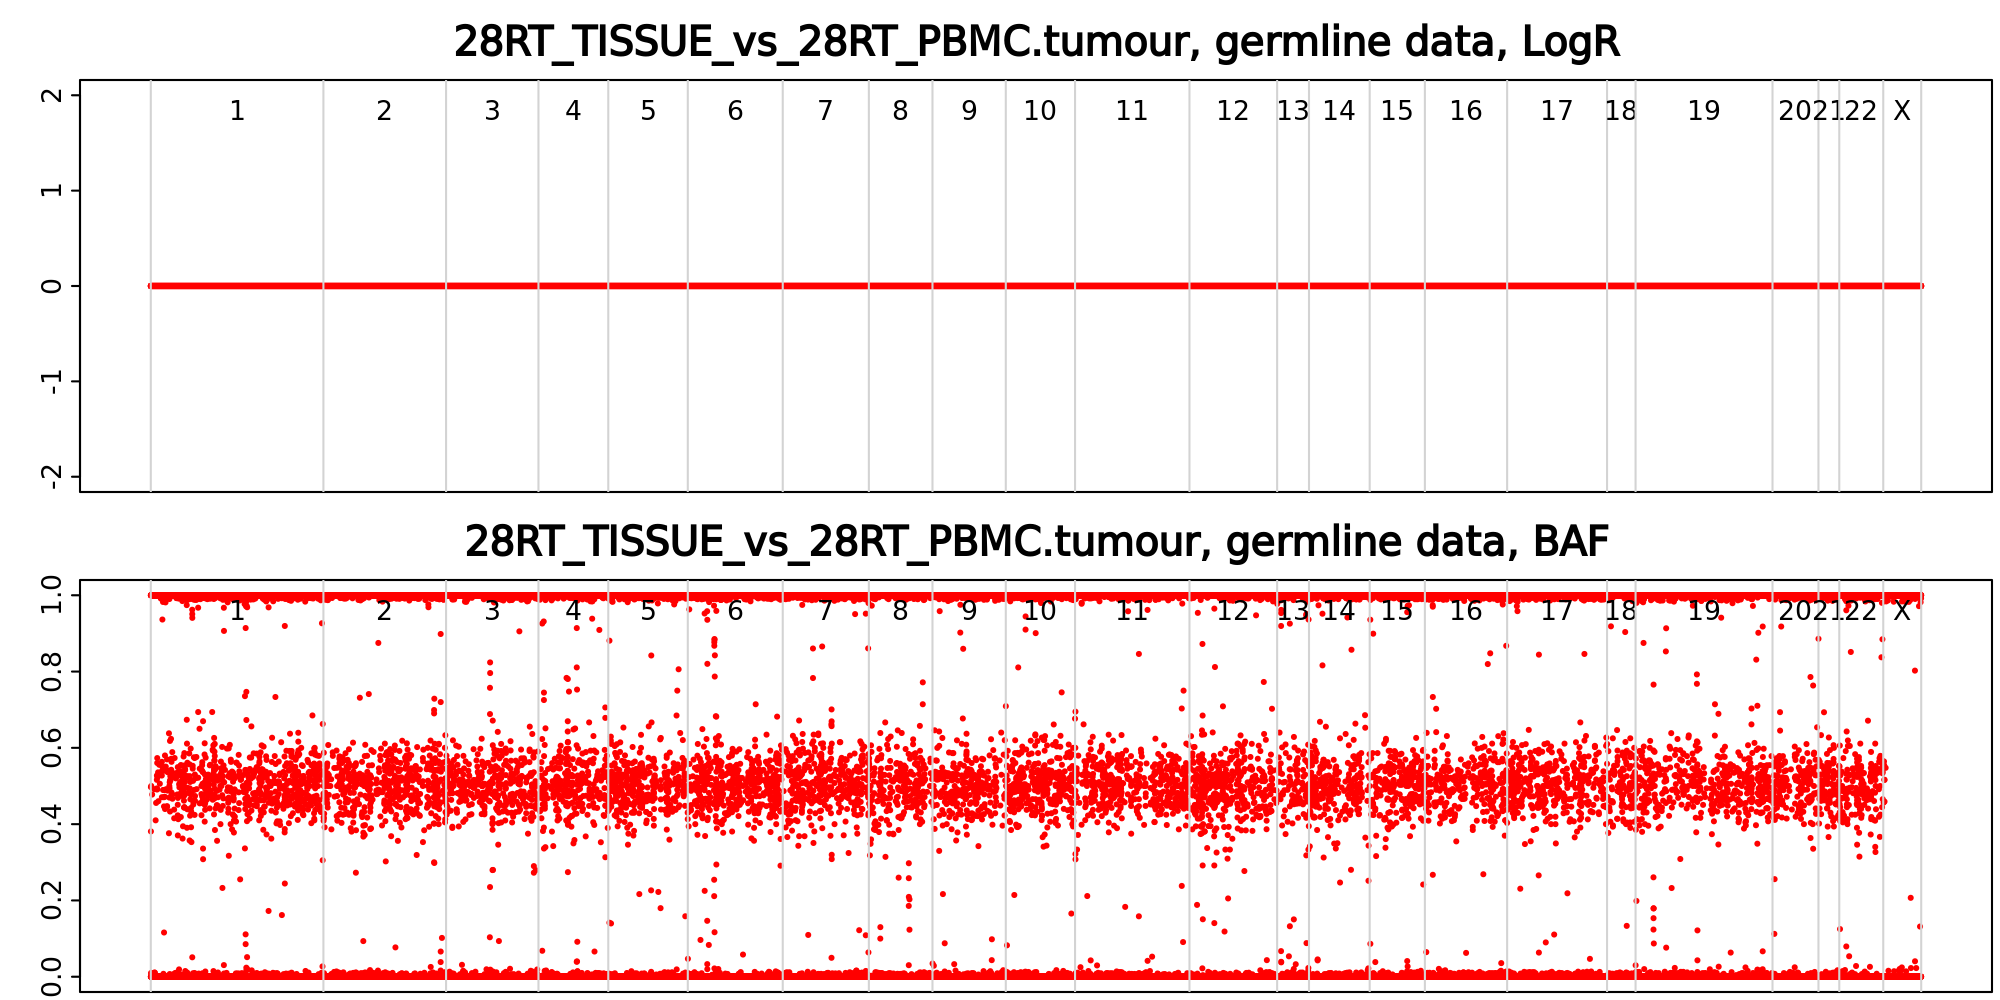 28RT_TISSUE_vs_28RT_PBMC.tumour, germline data, LogR
1 2 3 4 5 6 7 8 9 10 11 12 13 14 15 16 17 18 19 20 21 22 X
2
1
0
-1
-2
28RT_TISSUE_vs_28RT_PBMC.tumour, germline data, BAF
1 2 3 4 5 6 7 8 9 10 11 12 13 14 15 16 17 18 19 20 21 22 X
1.0
0.8
0.6
0.4
0.2
0.0